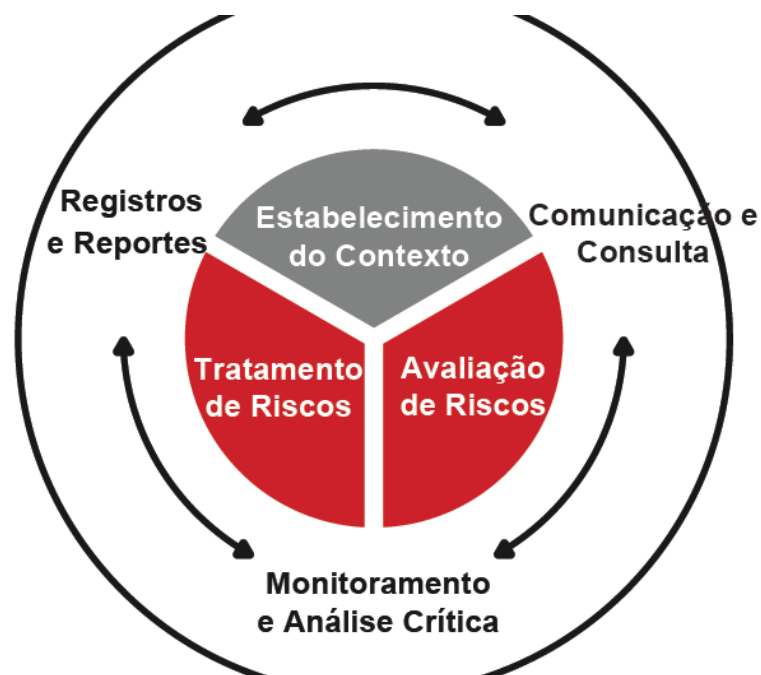 Registros
e Reportes
Estabelecimento
do Contexto
Comunicação e
Consulta
Tratamento
de Riscos
Avaliação
de Riscos
Monitoramento
e Análise Crítica